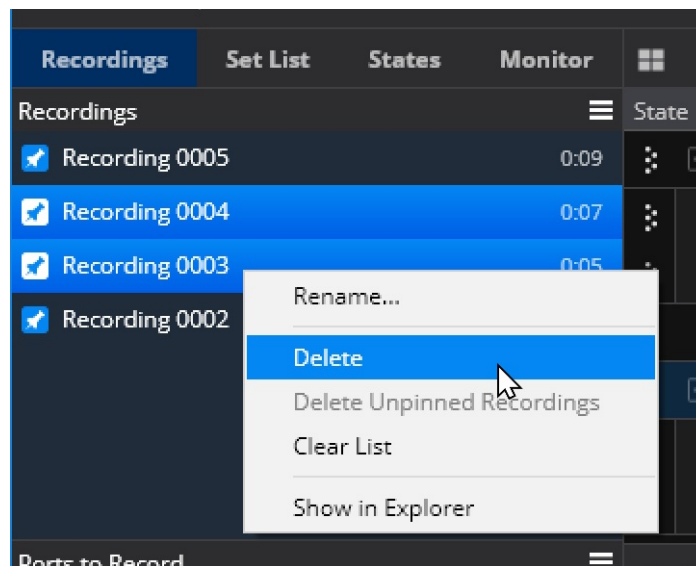 Recordings Set List States Monitor
Recordings State
Recording 0005 0:09
Recording 0004 0:07
Recording 0003 0:05
Rename...
Recording 0002
Delete
Delete Unpinned Recordings
Clear List
Show in Explorer
Ports to Record